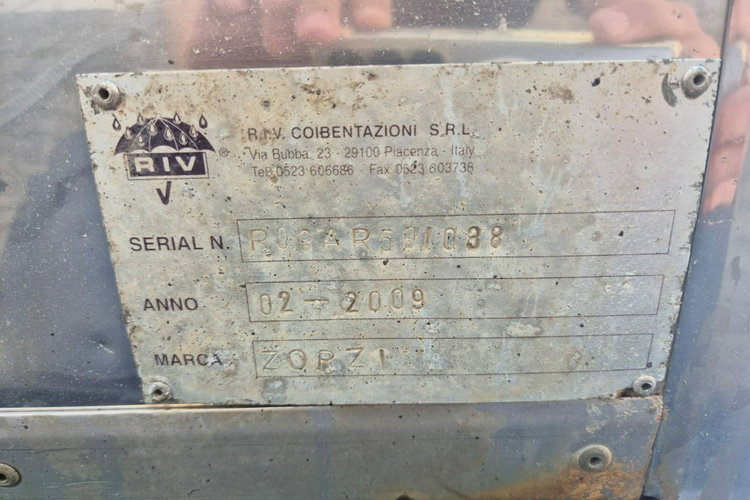 RIV ®
R.I.V. COIBENTAZIONI S.R.L.
Via Bubba, 23 - 29100 Piacenza - Italy
Tel. 0523 606686 - Fax 0523 603738
SERIAL N. R09AR501038
ANNO 02-2009
MARCA ZORZI